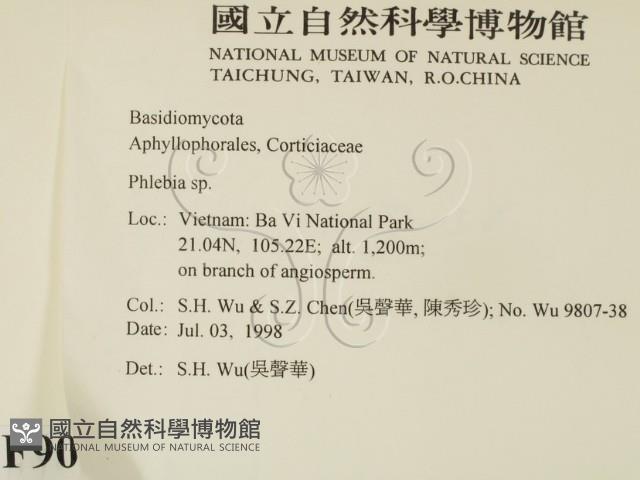 國立自然科學博物館
NATIONAL MUSEUM OF NATURAL SCIENCE
TAICHUNG, TAIWAN, R.O.CHINA
Basidiomycota
Aphyllophorales, Corticiaceae
Phlebia sp.
Loc.: Vietnam: Ba Vi National Park
21.04N, 105.22E; alt. 1,200m;
on branch of angiosperm.
Col.: S.H. Wu & S.Z. Chen(吳聲華, 陳秀珍); No. Wu 9807-38
Date: Jul. 03, 1998
Det.: S.H. Wu(吳聲華)
國立自然科學博物館
NATIONAL MUSEUM OF NATURAL SCIENCE
F90